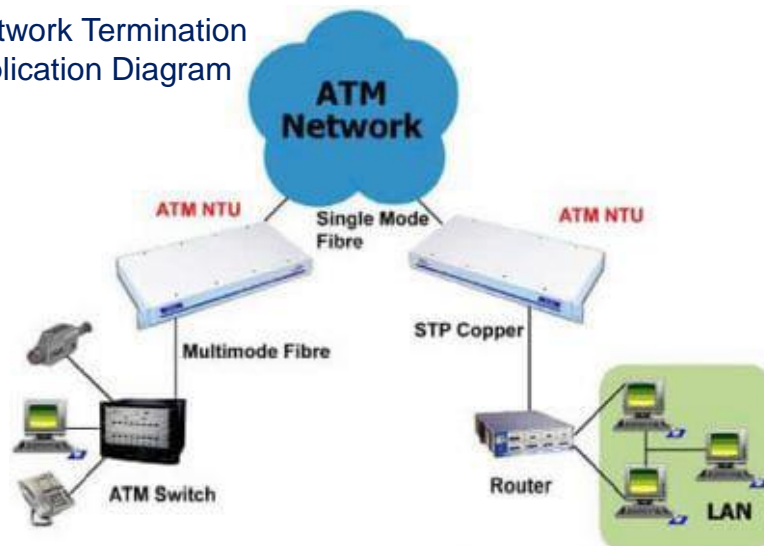 twork Termination
plication Diagram
ATM
Network
ATM NTU
Single Mode
Fibre
ATM NTU
Multimode Fibre
STP Copper
ATM Switch
Router
LAN